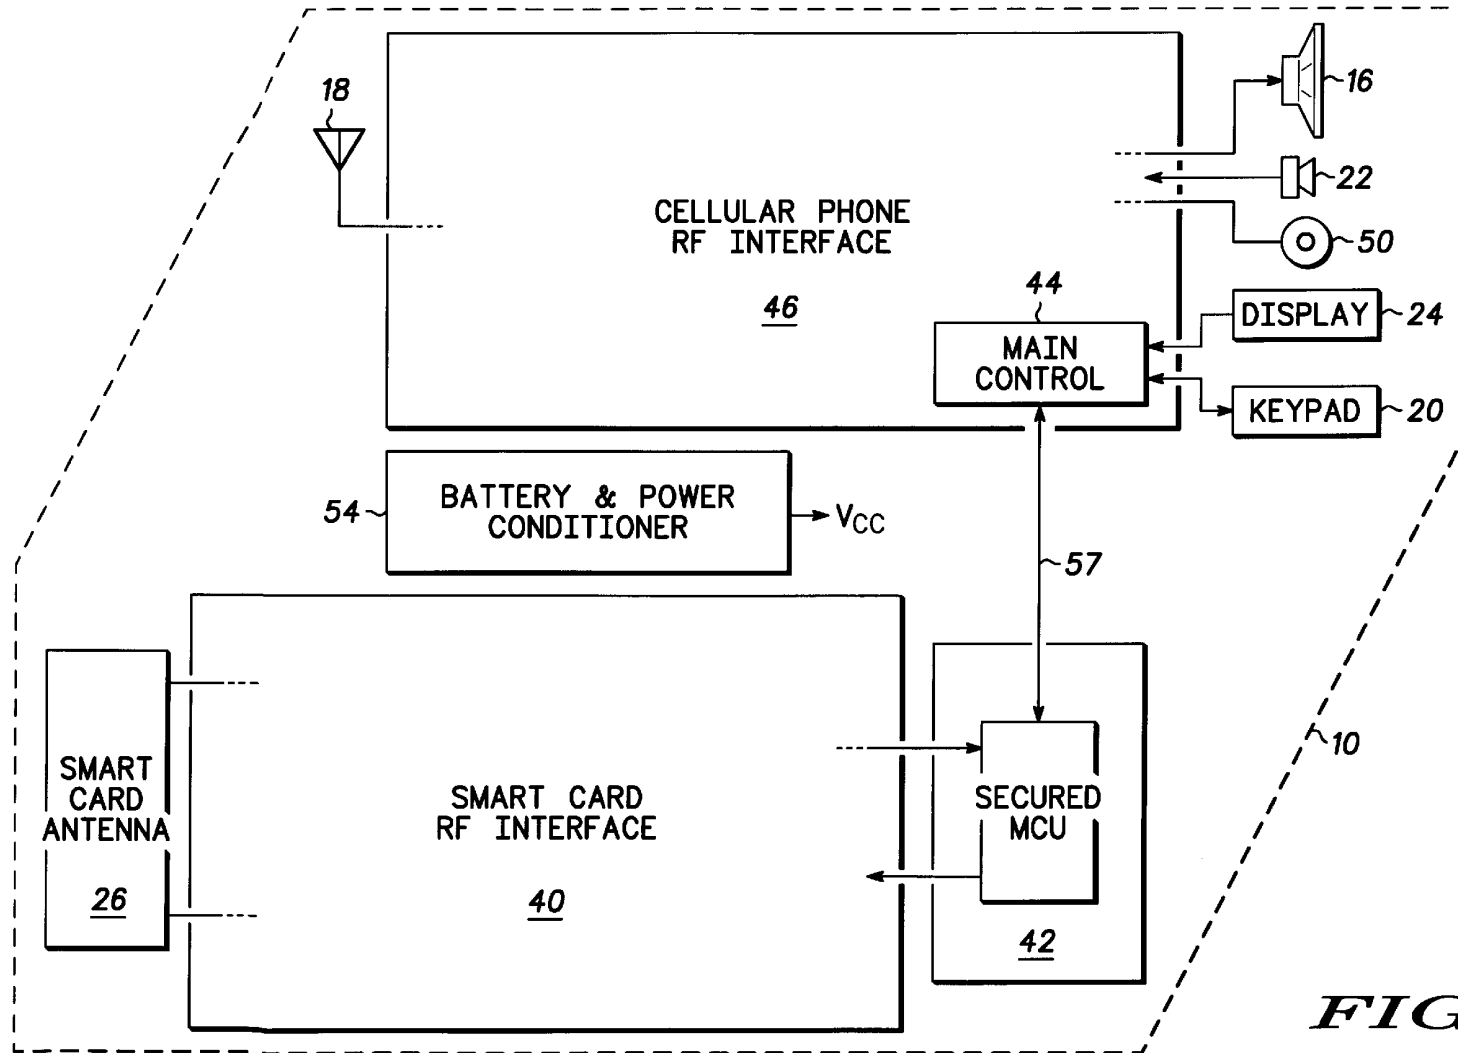 18
16
22
CELLULAR PHONE
RF INTERFACE
46
50
44
DISPLAY
24
MAIN
CONTROL
KEYPAD
20
54
BATTERY & POWER
CONDITIONER
VCC
57
10
SMART
CARD
ANTENNA
26
SMART CARD
RF INTERFACE
40
SECURED
MCU
42
FIG